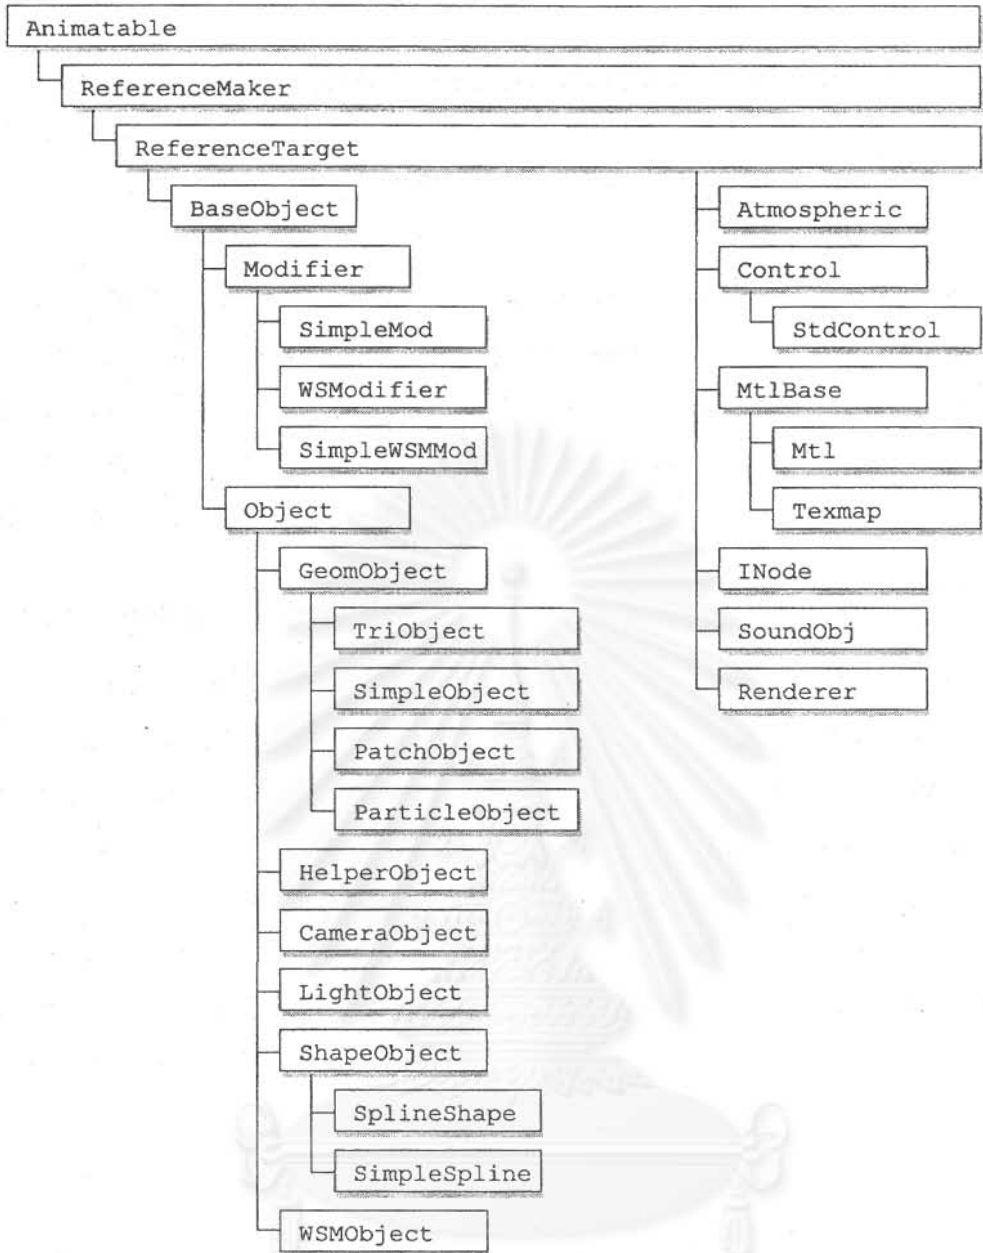 Animatable
ReferenceMaker
ReferenceTarget
BaseObject
Modifier
SimpleMod
WSModifier
SimpleWSMMod
Object
GeomObject
TriObject
SimpleObject
PatchObject
ParticleObject
HelperObject
CameraObject
LightObject
ShapeObject
SplineShape
SimpleSpline
WSMObject
Atmospheric
Control
StdControl
MtlBase
Mtl
Texmap
INode
SoundObj
Renderer